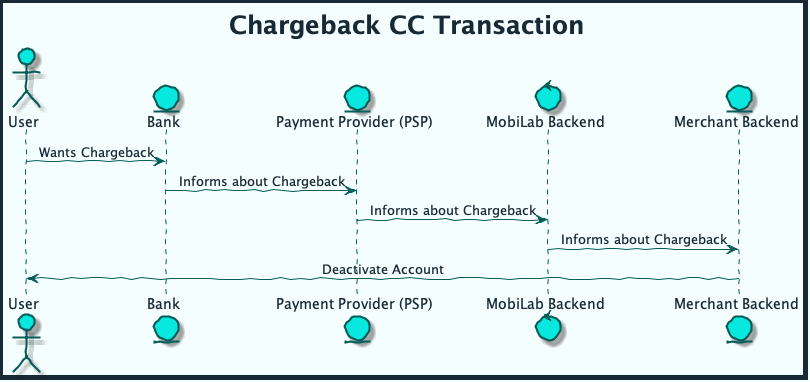 Chargeback CC Transaction
User Bank Payment Provider (PSP) MobiLab Backend Merchant Backend
Wants Chargeback
Informs about Chargeback
Informs about Chargeback
Informs about Chargeback
Deactivate Account
User Bank Payment Provider (PSP) MobiLab Backend Merchant Backend